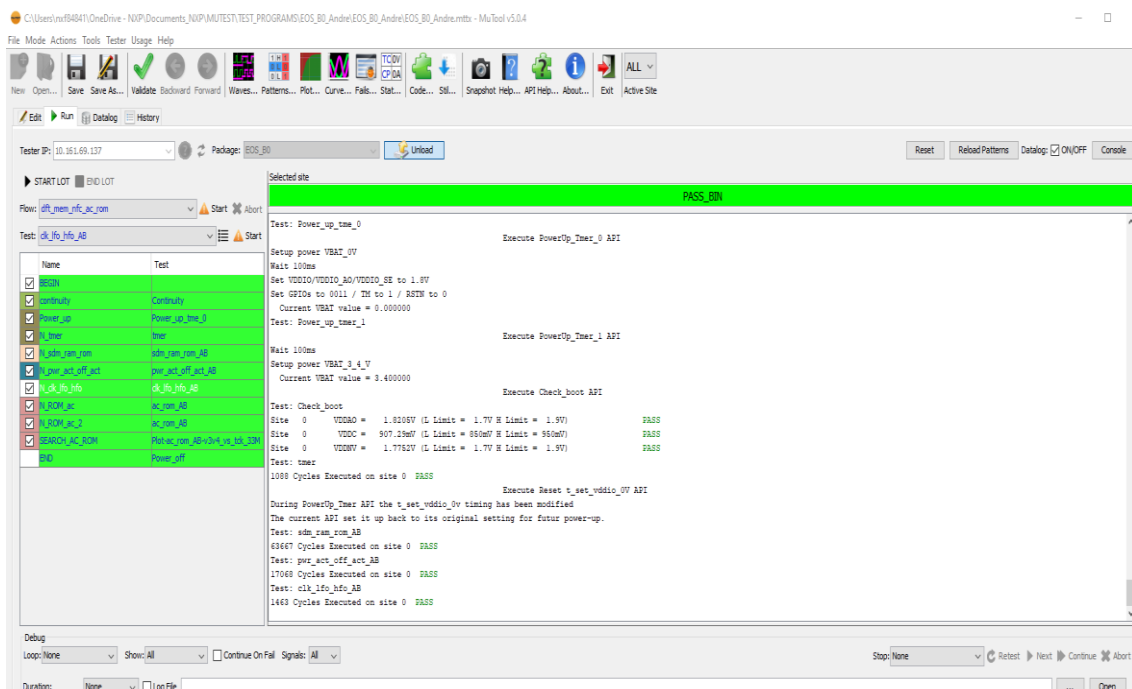 C:\Users\nxf84841\OneDrive - NXP\Documents_NXP\MUTEST\TEST_PROGRAMS\EOS_B0_Andre\EOS_B0_Andre\EOS_B0_Andre.mttx - MuTool v5.0.4
File Mode Actions Tools Tester Usage Help
New Open... Save Save As... Validate Backward Forward Waves... Patterns... Plot... Curve... Fails... Stat... Code... Stil... Snapshot Help... API Help... About... Exit Active Site
ALL
Edit Run Datalog History
Tester IP: 10.161.69.137 Package: EOS_B0 Unload Reset Reload Patterns Datalog: ON/OFF Console
START LOT END LOT
Selected site
PASS_BIN
Flow: dft_mem_nfc_ac_rom Start Abort
Test: clk_lfo_hfo_AB Start
Name Test
BEGIN
continuity Continuity
Power_up Power_up_tme_0
N_tmer tmer
N_sdm_ram_rom sdm_ram_rom_AB
N_pwr_act_off_act pwr_act_off_act_AB
N_clk_lfo_hfo clk_lfo_hfo_AB
N_ROM_ac ac_rom_AB
N_ROM_ac_2 ac_rom_AB
SEARCH_AC_ROM Plot-ac_rom_AB-v3v4_vs_tck_33M
END Power_off
Test: Power_up_tme_0
Execute PowerUp_Tmer_0 API
Setup power VBAT_0V
Wait 100ms
Set VDDIO/VDDIO_AO/VDDIO_SE to 1.8V
Set GPIOs to 0011 / TM to 1 / RSTN to 0
Current VBAT value = 0.000000
Test: Power_up_tmer_1
Execute PowerUp_Tmer_1 API
Wait 100ms
Setup power VBAT_3_4_V
Current VBAT value = 3.400000
Execute Check_boot API
Test: Check_boot
Site 0 VDDAO = 1.8205V (L Limit = 1.7V H Limit = 1.9V) PASS
Site 0 VDDC = 907.29mV (L Limit = 850mV H Limit = 950mV) PASS
Site 0 VDDNV = 1.7752V (L Limit = 1.7V H Limit = 1.9V) PASS
Test: tmer
1088 Cycles Executed on site 0 PASS
Execute Reset t_set_vddio_0V API
During PowerUp_Tmer API the t_set_vddio_0v timing has been modified
The current API set it up back to its original setting for futur power-up.
Test: sdm_ram_rom_AB
63667 Cycles Executed on site 0 PASS
Test: pwr_act_off_act_AB
17068 Cycles Executed on site 0 PASS
Test: clk_lfo_hfo_AB
1463 Cycles Executed on site 0 PASS
Debug
Loop: None Show: All Continue On Fail Signals: All Stop: None Retest Next Continue Abort
Duration: None Log File ... Open